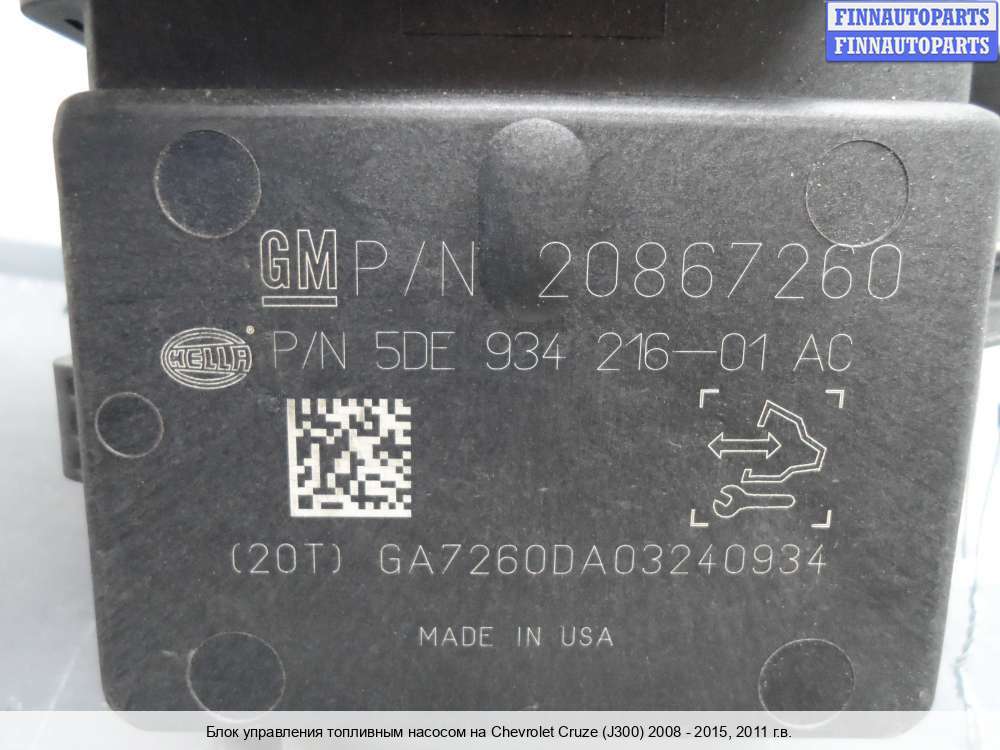 FINNAUTOPARTS
FINNAUTOPARTS
GM P/N 20867260
HELLA® P/N 5DE 934 216-01 AC
(20T) GA7260DA03240934
MADE IN USA
Блок управления топливным насосом на Chevrolet Cruze (J300) 2008 - 2015, 2011 г.в.